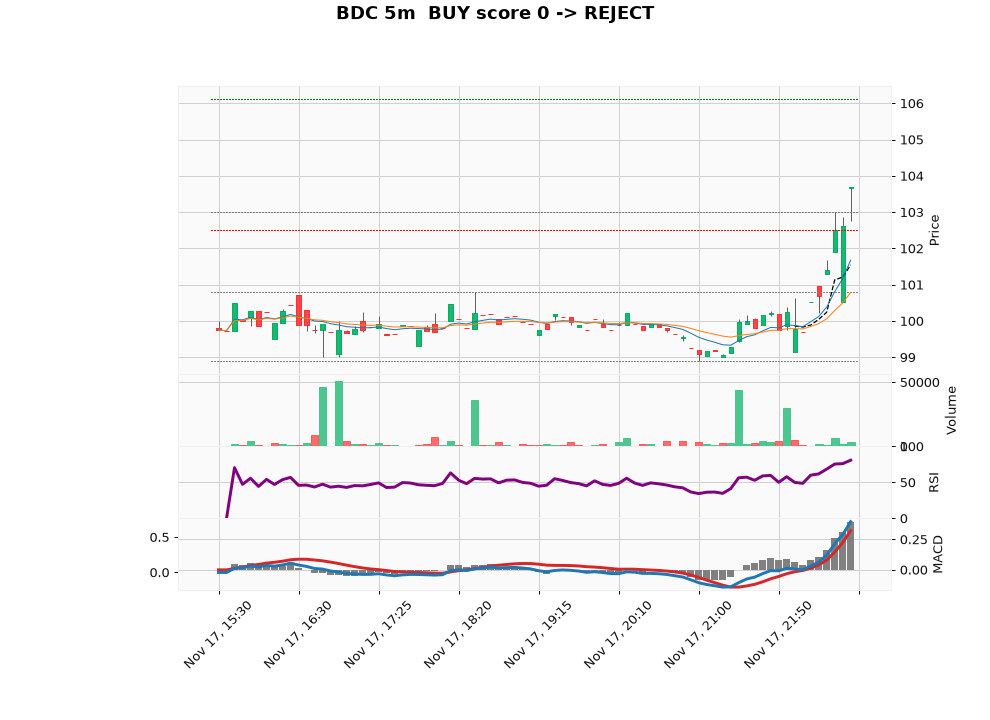 BDC 5m  BUY score 0 -> REJECT
106
105
104
103
102
101
100
99
Price
50000
0
Volume
100
50
0
RSI
0.5
0.0
0.25
0.00
MACD
Nov 17, 15:30
Nov 17, 16:30
Nov 17, 17:25
Nov 17, 18:20
Nov 17, 19:15
Nov 17, 20:10
Nov 17, 21:00
Nov 17, 21:50